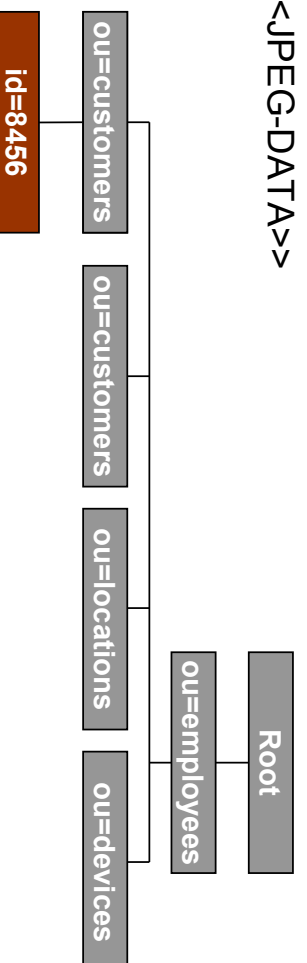 <JPEG-DATA>>
Root
ou=employees
ou=customers
ou=customers
ou=locations
ou=devices
id=8456